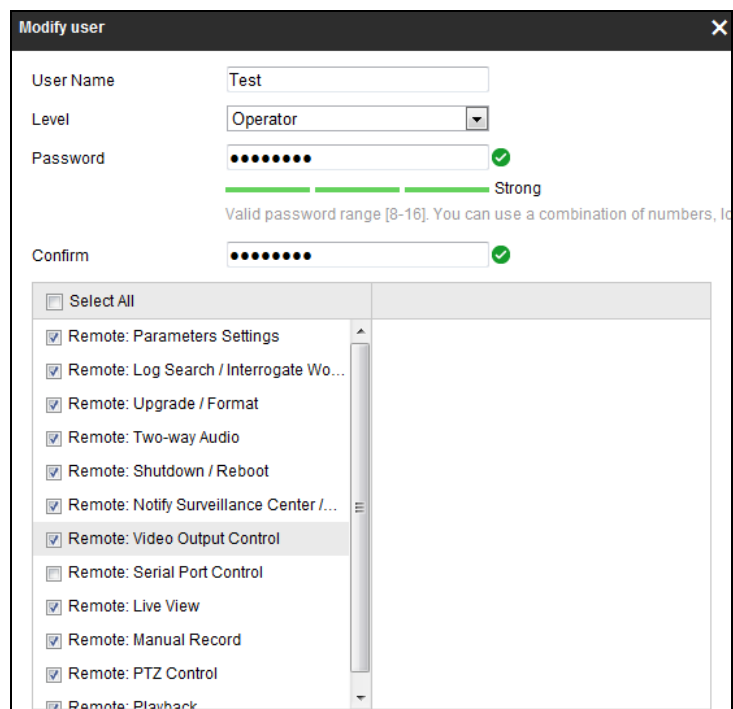 Modify user
User Name Test
Level Operator
Password ●●●●●●●●
Strong
Valid password range [8-16]. You can use a combination of numbers,
Confirm ●●●●●●●●
Select All
Remote: Parameters Settings
Remote: Log Search / Interrogate Wo...
Remote: Upgrade / Format
Remote: Two-way Audio
Remote: Shutdown / Reboot
Remote: Notify Surveillance Center /...
Remote: Video Output Control
Remote: Serial Port Control
Remote: Live View
Remote: Manual Record
Remote: PTZ Control
Remote: Playback